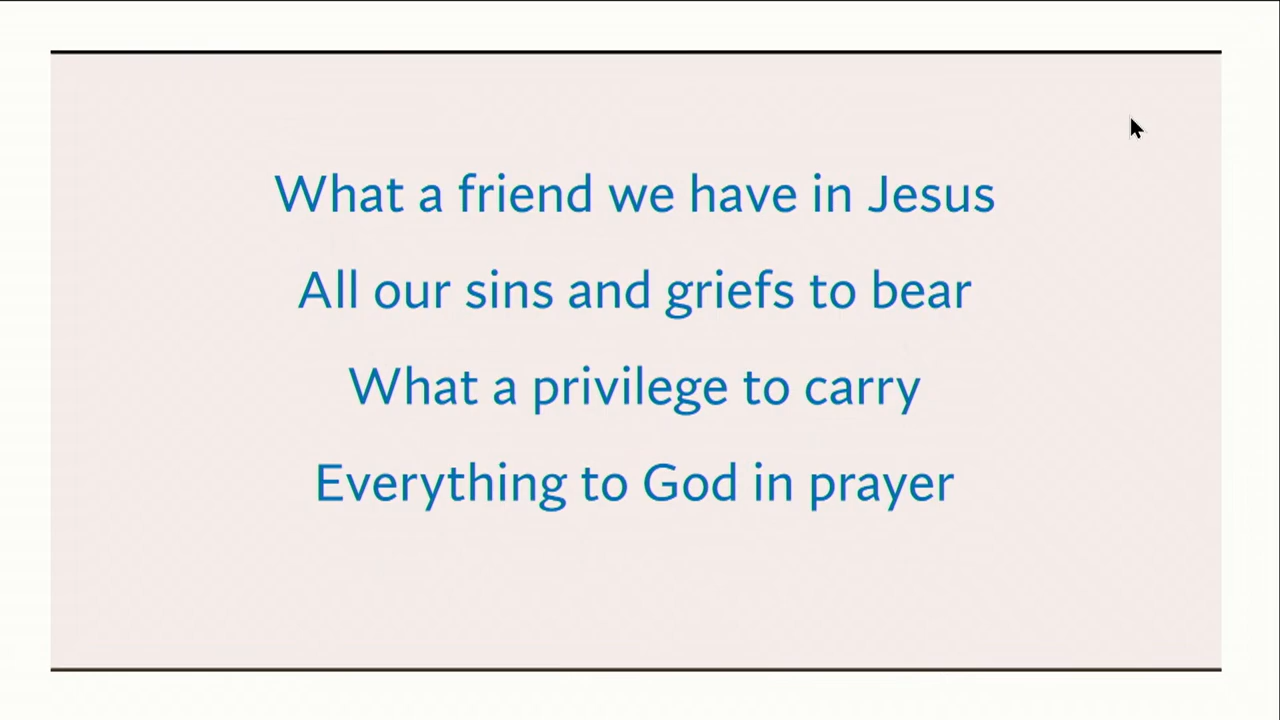 What a friend we have in Jesus
All our sins and griefs to bear
What a privilege to carry
Everything to God in prayer